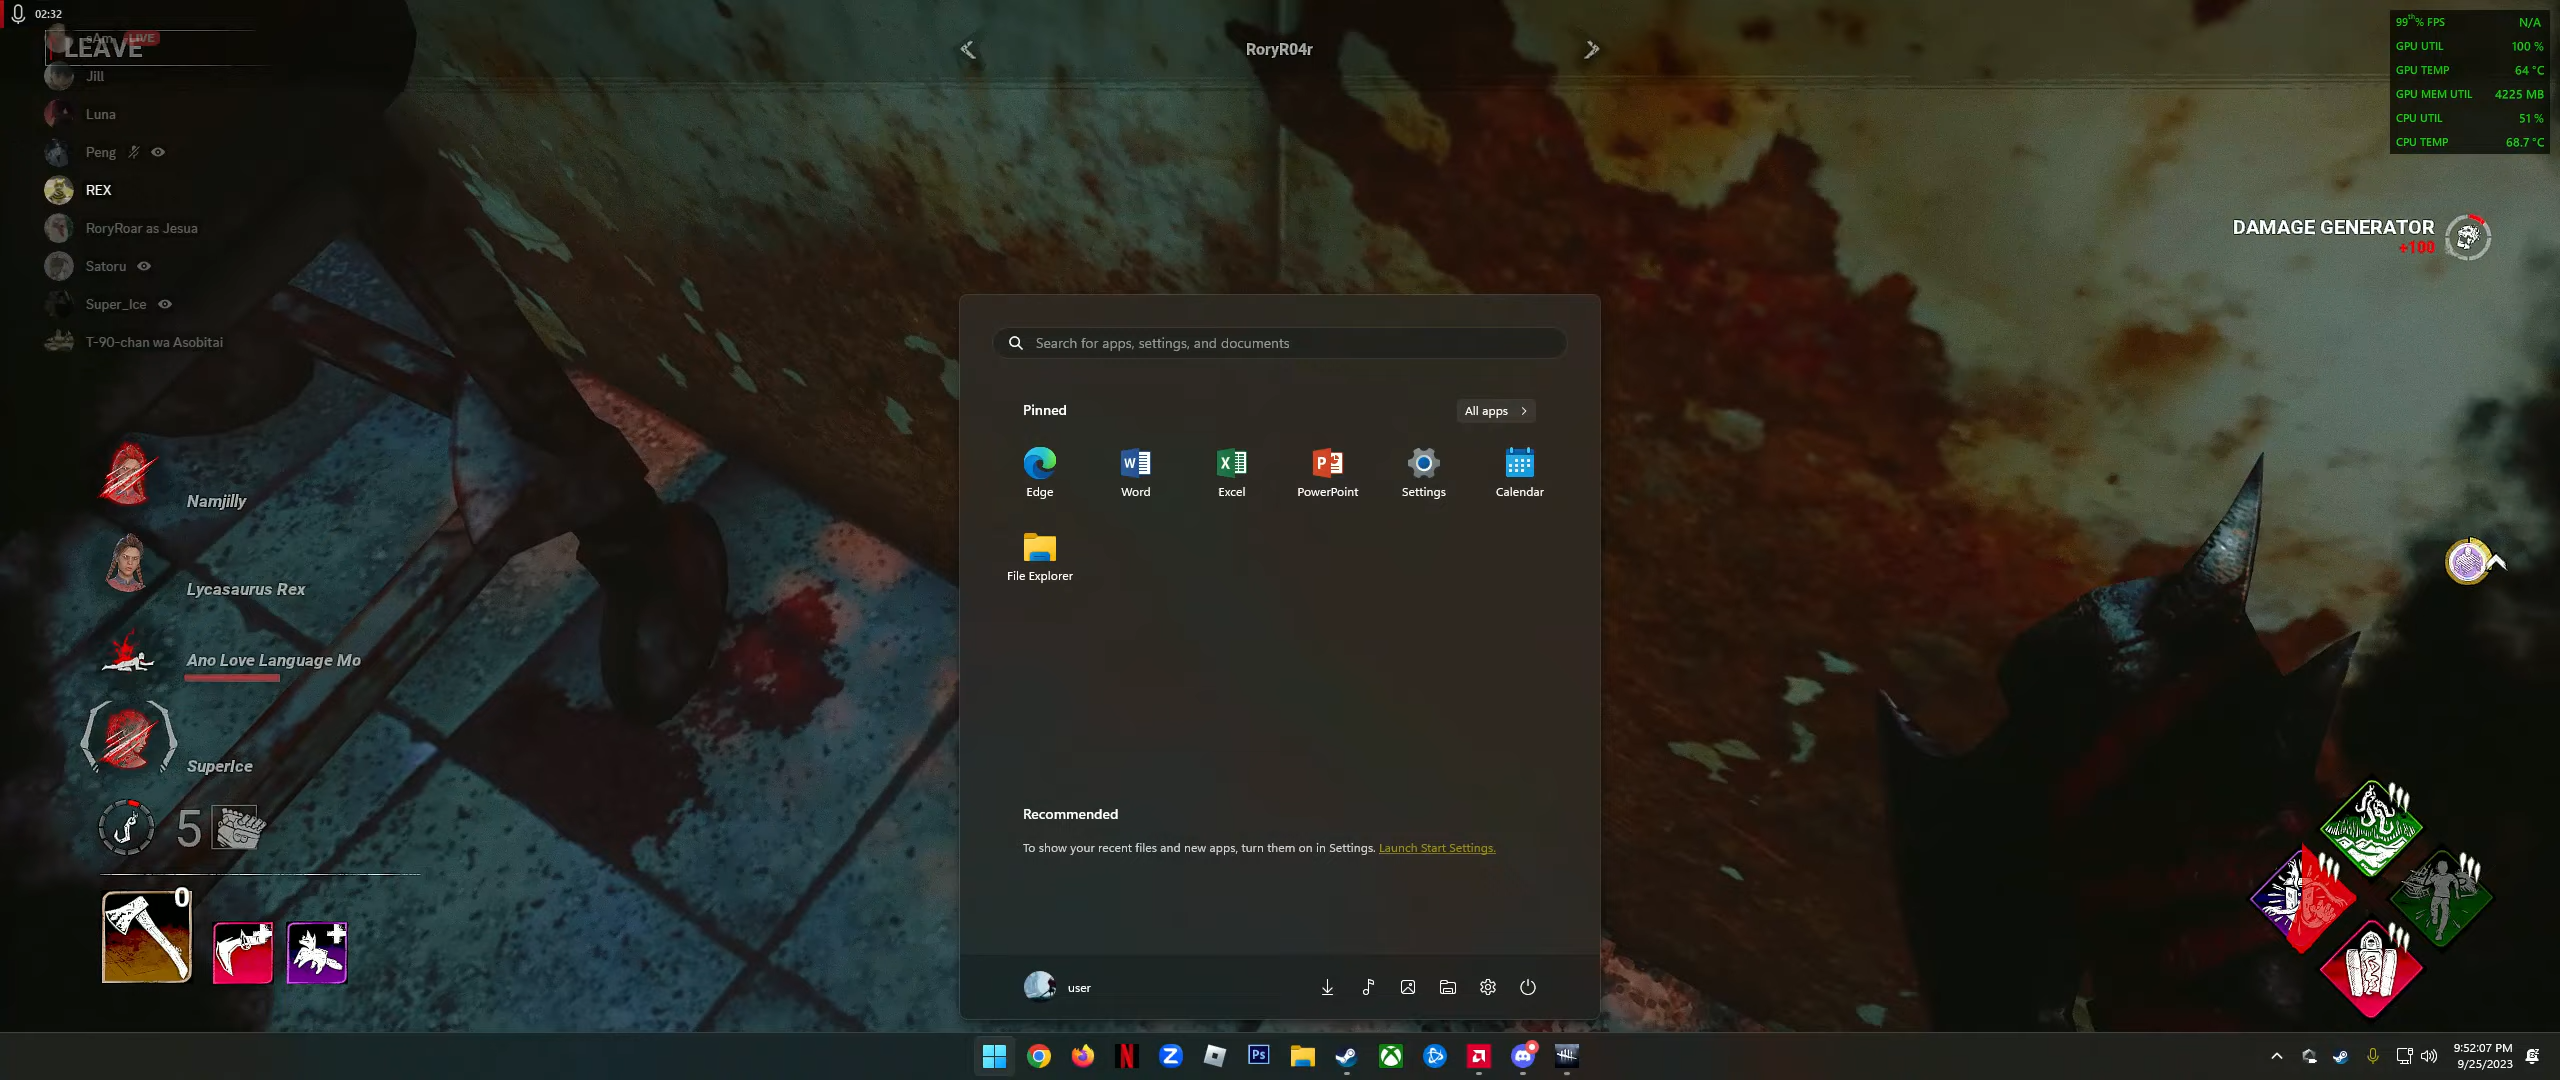 02:32
sAm LIVE
LEAVE
Jill
Luna
Peng
REX
RoryRoar as Jesua
Satoru
Super_Ice
T-90-chan wa Asobitai
RoryR04r
99th% FPS N/A
GPU UTIL 100 %
GPU TEMP 64 °C
GPU MEM UTIL 4225 MB
CPU UTIL 51 %
CPU TEMP 68.7 °C
DAMAGE GENERATOR
+100
Search for apps, settings, and documents
Pinned
All apps
Edge
Word
Excel
PowerPoint
Settings
Calendar
File Explorer
Namjilly
Lycasaurus Rex
Ano Love Language Mo
SuperIce
5
0
Recommended
To show your recent files and new apps, turn them on in Settings. Launch Start Settings.
user
Ps
9:52:07 PM
9/25/2023